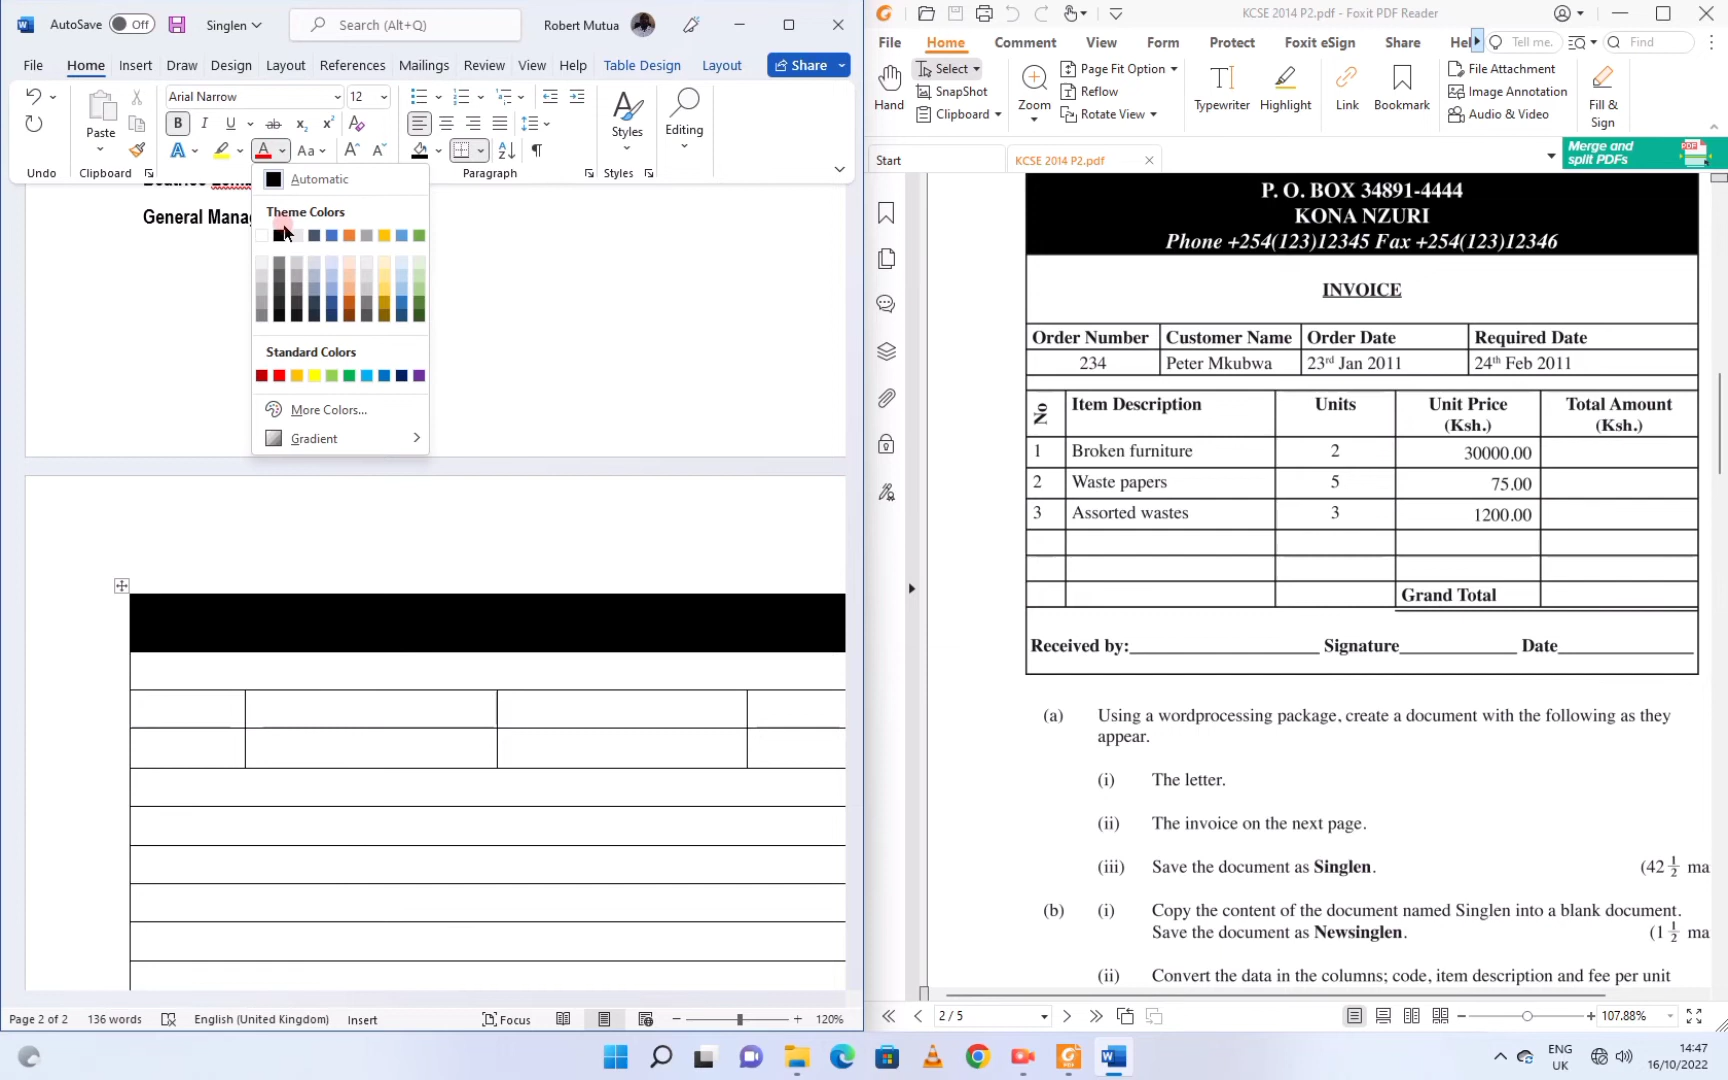 AutoSave Off Singlen Search (Alt+Q) Robert Mutua
File Home Insert Draw Design Layout References Mailings Review View Help Table Design Layout Share
Arial Narrow 12
Paste Styles Editing
Undo Clipboard Paragraph Styles
General Manag
Automatic
Theme Colors
Standard Colors
More Colors...
Gradient
Page 2 of 2 136 words English (United Kingdom) Insert Focus 120%
KCSE 2014 P2.pdf - Foxit PDF Reader
File Home Comment View Form Protect Foxit eSign Share Hel Tell me. Find
Hand Select SnapShot Clipboard Zoom Page Fit Option Reflow Rotate View Typewriter Highlight Link Bookmark File Attachment Image Annotation Audio & Video Fill & Sign
Start KCSE 2014 P2.pdf Merge and split PDFs
P. O. BOX 34891-4444
KONA NZURI
Phone +254(123)12345 Fax +254(123)12346
INVOICE
Order Number Customer Name Order Date Required Date
234 Peter Mkubwa 23rd Jan 2011 24th Feb 2011
No Item Description Units Unit Price (Ksh.) Total Amount (Ksh.)
1 Broken furniture 2 30000.00
2 Waste papers 5 75.00
3 Assorted wastes 3 1200.00
Grand Total
Received by: Signature Date
(a) Using a wordprocessing package, create a document with the following as they
appear.
(i) The letter.
(ii) The invoice on the next page.
(iii) Save the document as Singlen. (42 1/2 ma
(b) (i) Copy the content of the document named Singlen into a blank document.
Save the document as Newsinglen. (1 1/2 ma
(ii) Convert the data in the columns; code, item description and fee per unit
2 / 5 107.88%
ENG
UK
14:47
16/10/2022